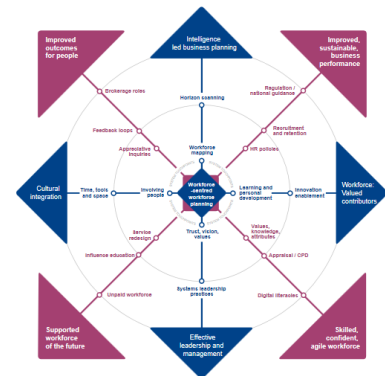 Improved
outcomes
for people
Intelligence
led business planning
Improved,
sustainable,
business
performance
Brokerage roles
Horizon scanning
Regulation /
national guidance
Feedback loops
Recruitment
and retention
Appreciative
inquiries
Workforce
mapping
HR policies
Cultural
integration
Time, tools
and space
Involving
people
Workforce
centred
workforce
planning
Learning and
personal
development
Innovation
enablement
Workforce:
Valued
contributors
Service
redesign
Trust, vision,
values
Values,
knowledge,
attributes
Influence education
Appraisal / CPD
Unpaid workforce
Systems leadership
practices
Digital literacies
Supported
workforce
of the future
Effective
leadership and
management
Skilled,
confident,
agile workforce